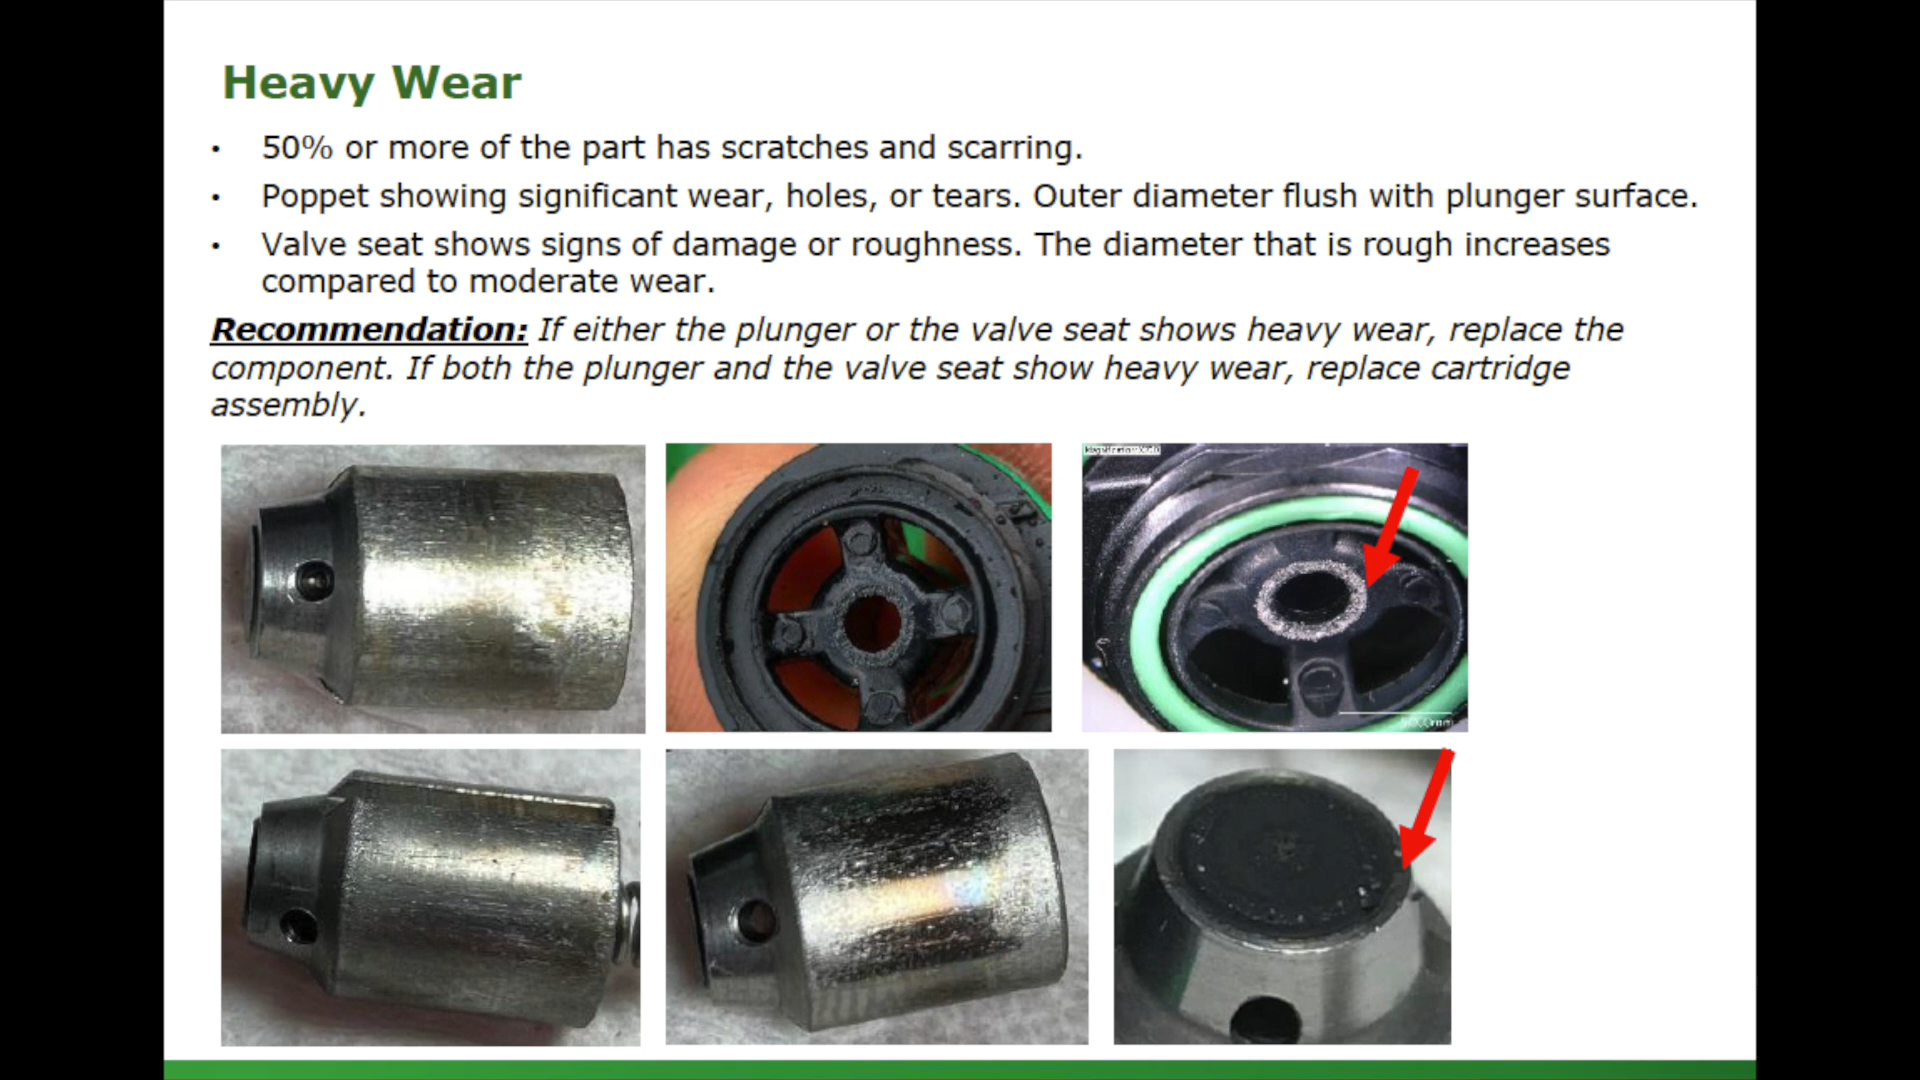 Heavy Wear
• 50% or more of the part has scratches and scarring.
• Poppet showing significant wear, holes, or tears. Outer diameter flush with plunger surface.
• Valve seat shows signs of damage or roughness. The diameter that is rough increases
compared to moderate wear.
Recommendation: If either the plunger or the valve seat shows heavy wear, replace the
component. If both the plunger and the valve seat show heavy wear, replace cartridge
assembly.